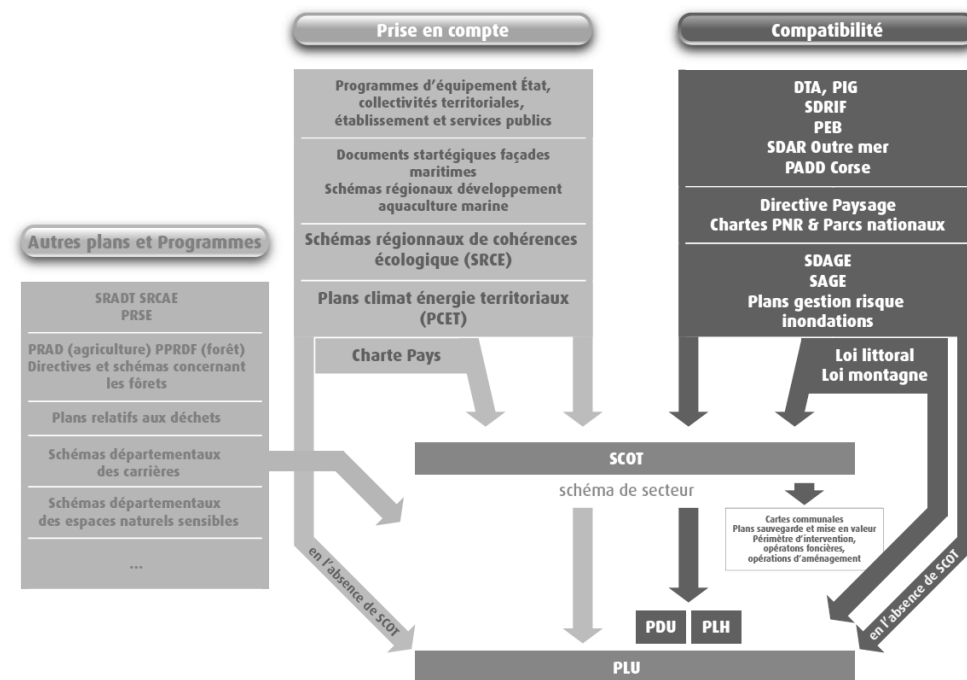 Prise en compte
Programmes d'équipement État,
collectivités territoriales,
établissement et services publics
Documents startégiques façades
maritimes
Schémas régionaux développement
aquaculture marine
Schémas régionnaux de cohérences
écologique (SRCE)
Plans climat énergie territoriaux
(PCET)
Charte Pays
Compatibilité
DTA, PIG
SDRIF
PEB
SDAR Outre mer
PADD Corse
Directive Paysage
Chartes PNR & Parcs nationaux
SDAGE
SAGE
Plans gestion risque
inondations
Loi littoral
Loi montagne
Autres plans et Programmes
SRADT SRCAE
PRSE
PRAD (agriculture) PPRDF (forêt)
Directives et schémas concernant
les fôrets
Plans relatifs aux déchets
Schémas départementaux
des carrières
Schémas départementaux
des espaces naturels sensibles
...
SCOT
schéma de secteur
Cartes communales
Plans sauvegarde et mise en valeur
Périmètre d'intervention,
opératons foncières,
opérations d'aménagement
en l'absence de SCOT
en l'absence de SCOT
PDU
PLH
PLU